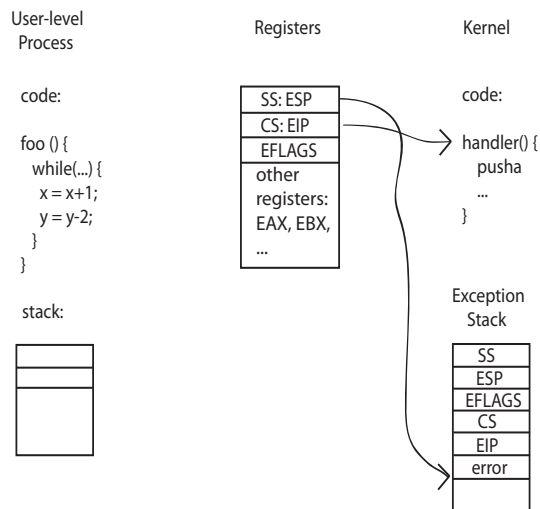 User-level
Process
code:
foo () {
while(...) {
x = x+1;
y = y-2;
}
}
stack:
Registers
SS: ESP
CS: EIP
EFLAGS
other
registers:
EAX, EBX,
...
Kernel
code:
handler() {
pusha
...
}
Exception
Stack
SS
ESP
EFLAGS
CS
EIP
error